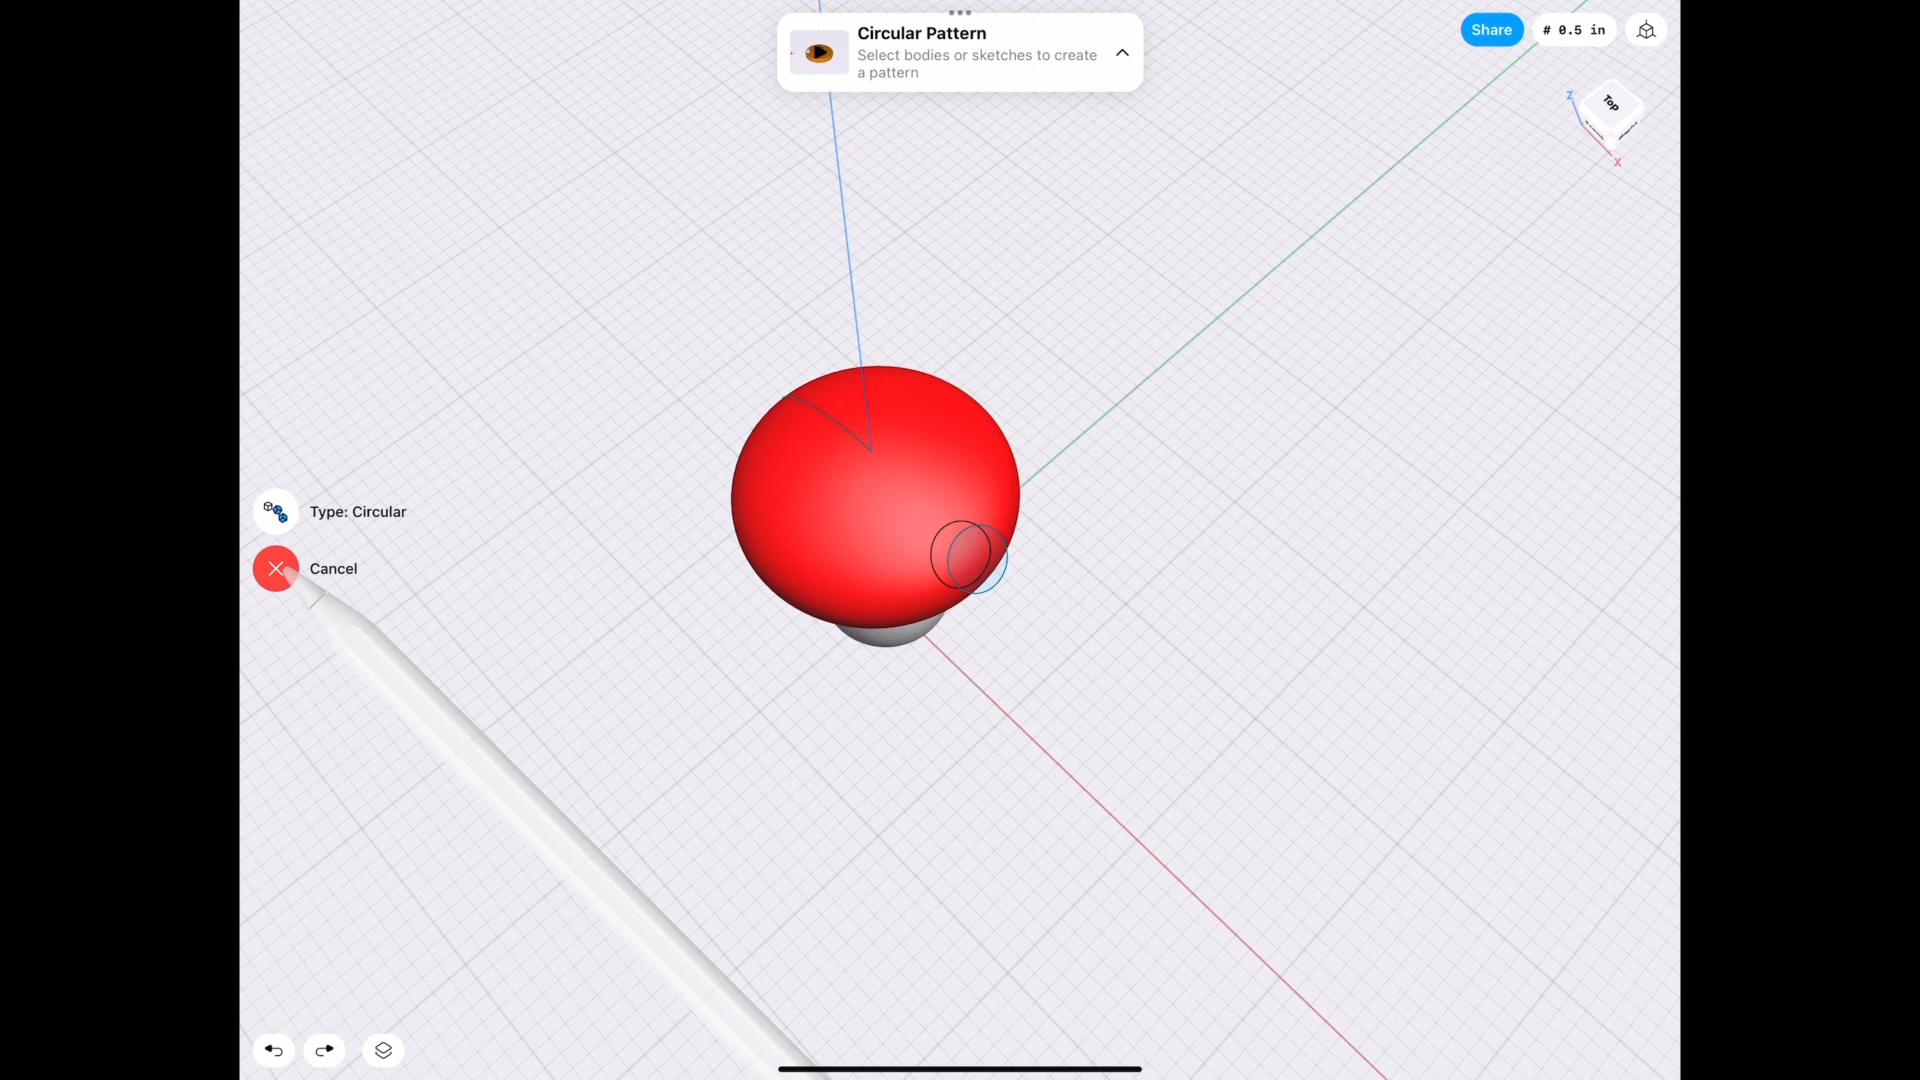 Circular Pattern
Select bodies or sketches to create
a pattern
Share
# 0.5 in
Z
Top
X
Type: Circular
Cancel